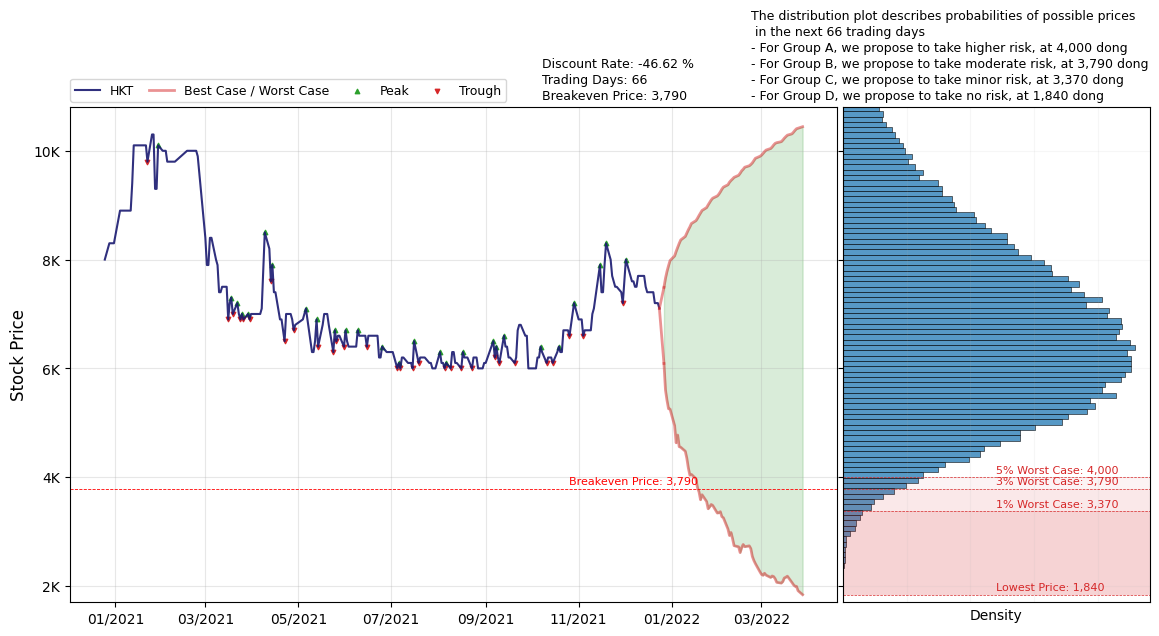 The distribution plot describes probabilities of possible prices
in the next 66 trading days
- For Group A, we propose to take higher risk, at 4,000 dong
- For Group B, we propose to take moderate risk, at 3,790 dong
- For Group C, we propose to take minor risk, at 3,370 dong
- For Group D, we propose to take no risk, at 1,840 dong
Discount Rate: -46.62 %
Trading Days: 66
Breakeven Price: 3,790
HKT
Best Case / Worst Case
Peak
Trough
Stock Price
10K
8K
6K
4K
2K
Breakeven Price: 3,790
5% Worst Case: 4,000
3% Worst Case: 3,790
1% Worst Case: 3,370
Lowest Price: 1,840
01/2021
03/2021
05/2021
07/2021
09/2021
11/2021
01/2022
03/2022
Density